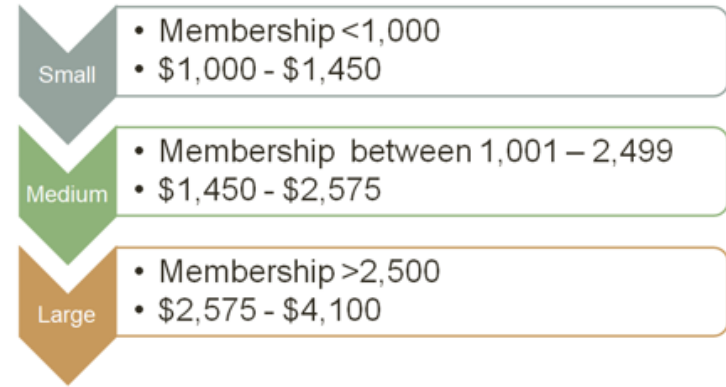 Small
• Membership <1,000
• $1,000 - $1,450
Medium
• Membership  between 1,001 – 2,499
• $1,450 - $2,575
Large
• Membership >2,500
• $2,575 - $4,100